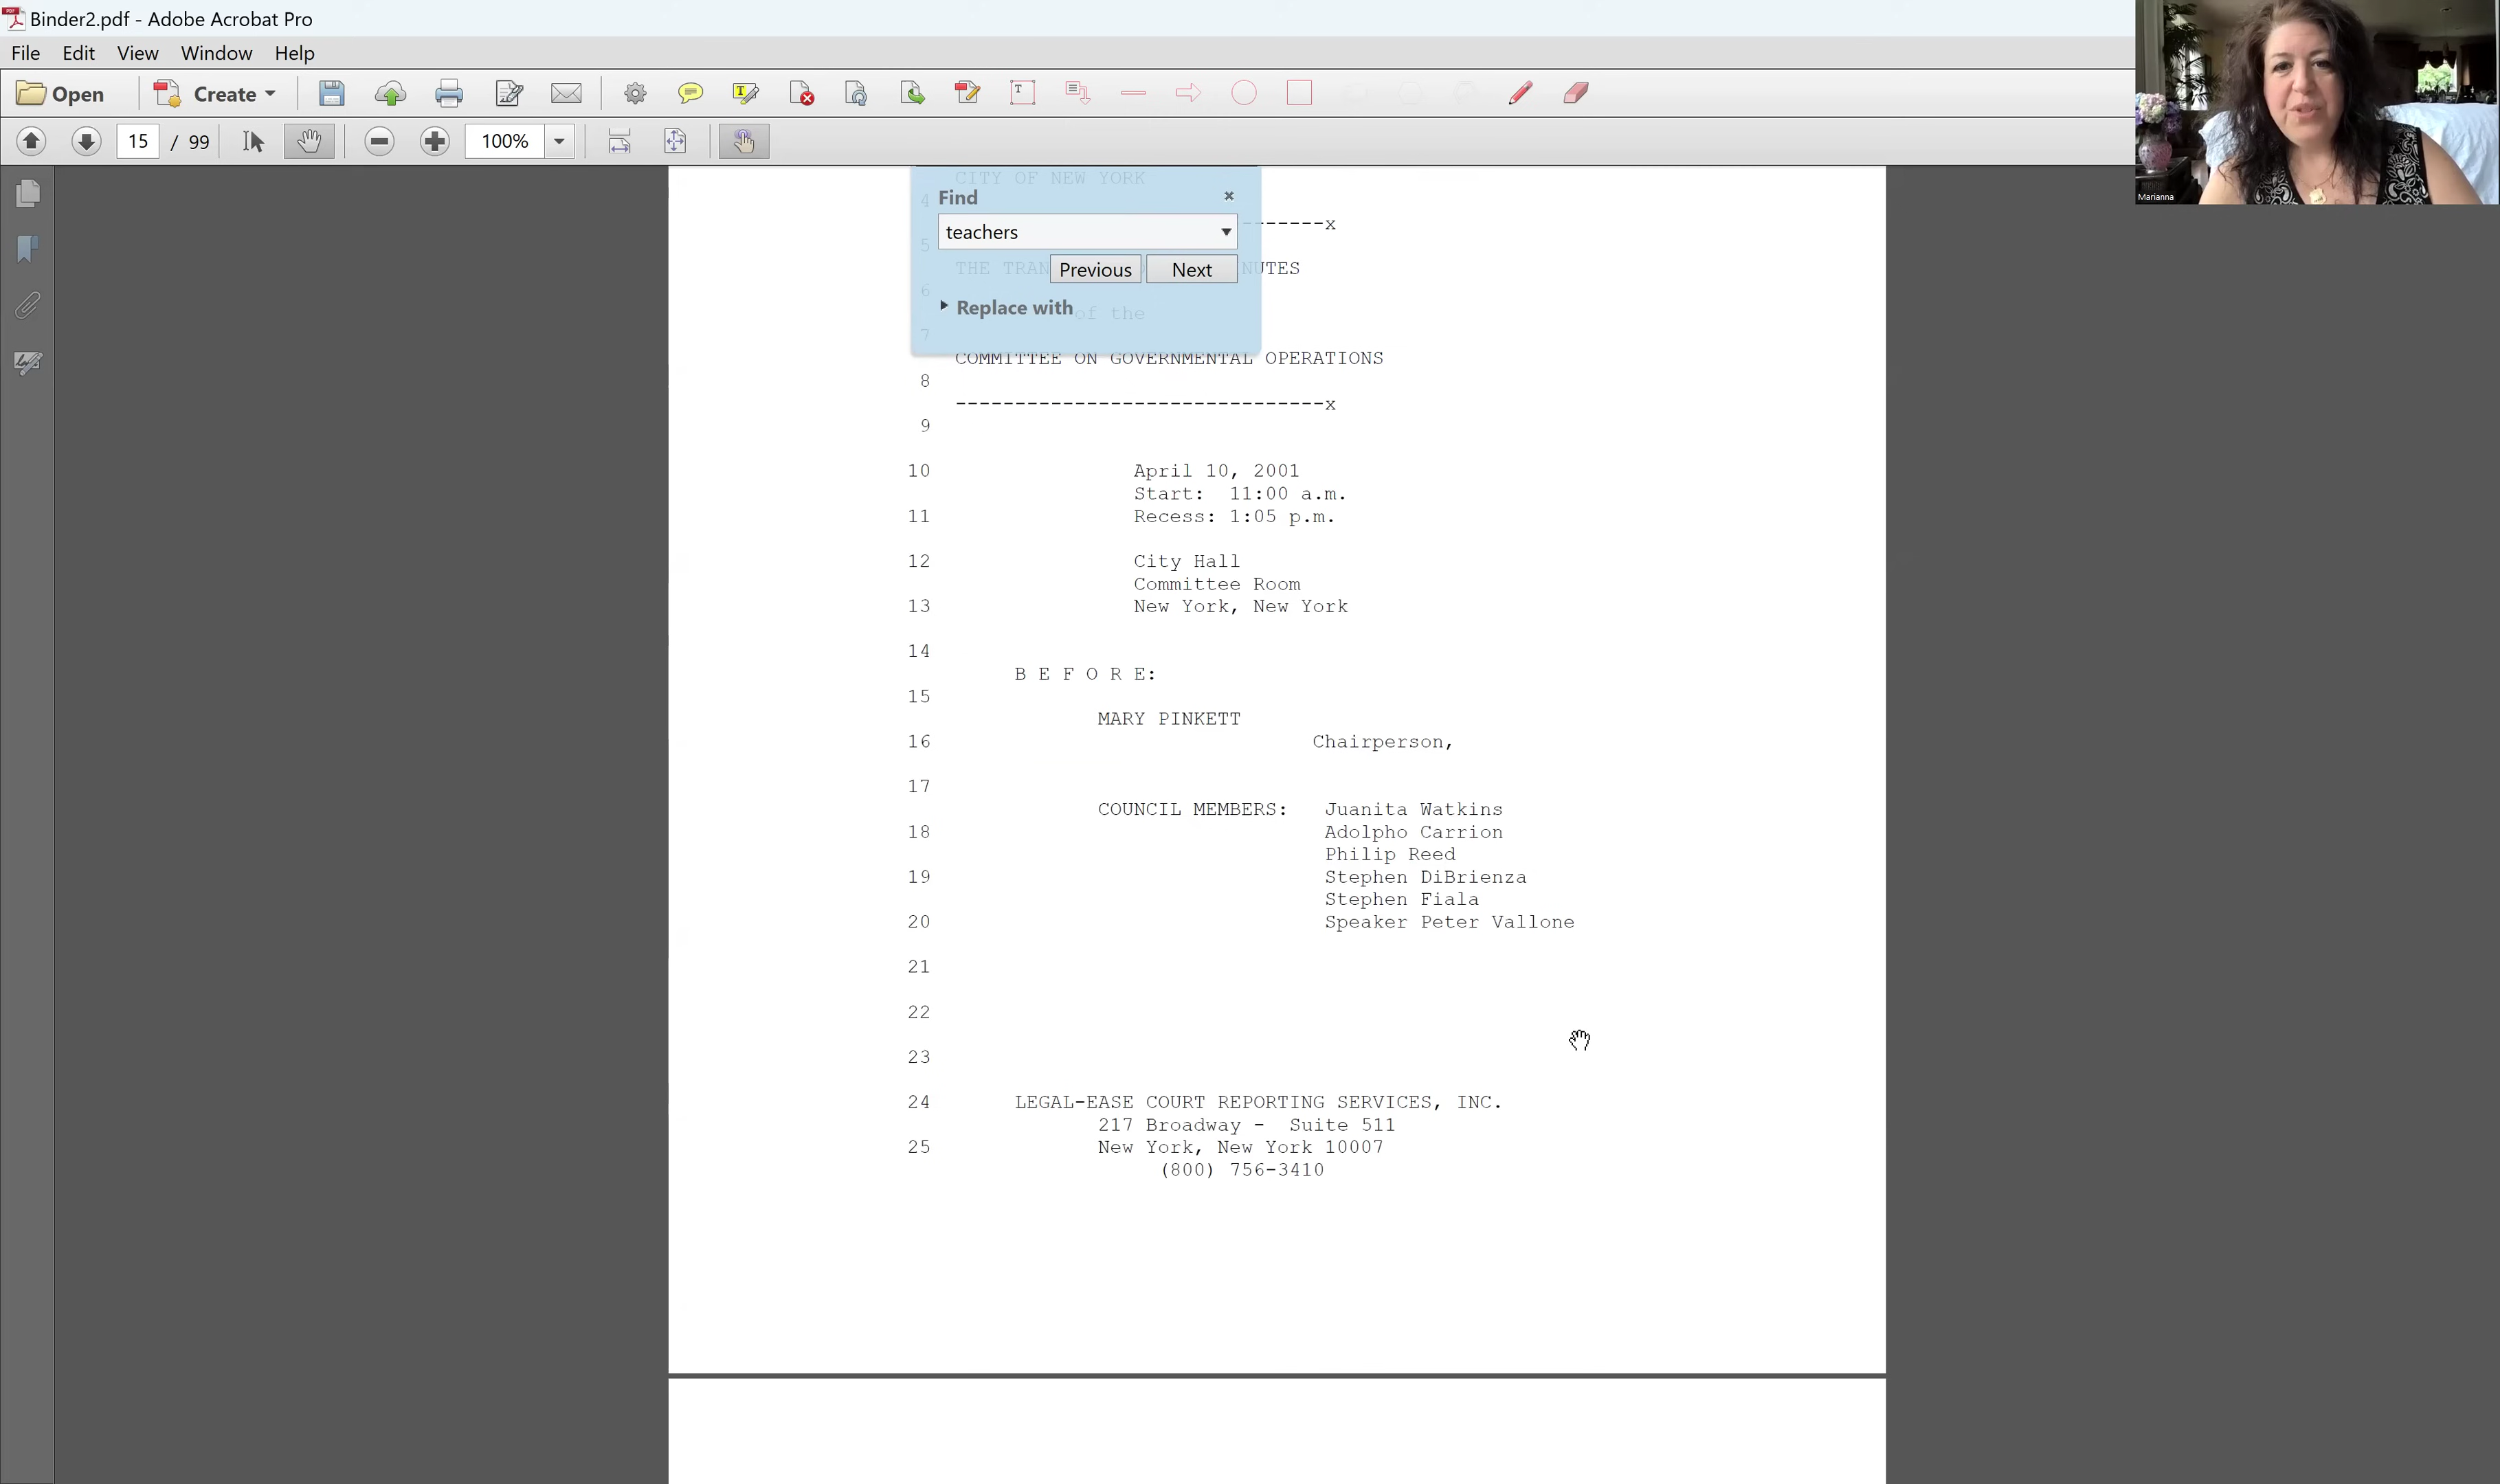 Binder2.pdf - Adobe Acrobat Pro
File Edit View Window Help
Open Create
15 / 99 100%
Marianna
CITY OF NEW YORK
Find
4
-------x
teachers
5
Previous Next
THE TRAN NUTES
6
Replace with
of the
7
COMMITTEE ON GOVERNMENTAL OPERATIONS
8
-------------------------------x
9
10 April 10, 2001
Start: 11:00 a.m.
11 Recess: 1:05 p.m.
12 City Hall
Committee Room
13 New York, New York
14
B E F O R E:
15
MARY PINKETT
16 Chairperson,
17
COUNCIL MEMBERS: Juanita Watkins
18 Adolpho Carrion
Philip Reed
19 Stephen DiBrienza
Stephen Fiala
20 Speaker Peter Vallone
21
22
23
24 LEGAL-EASE COURT REPORTING SERVICES, INC.
217 Broadway - Suite 511
25 New York, New York 10007
(800) 756-3410